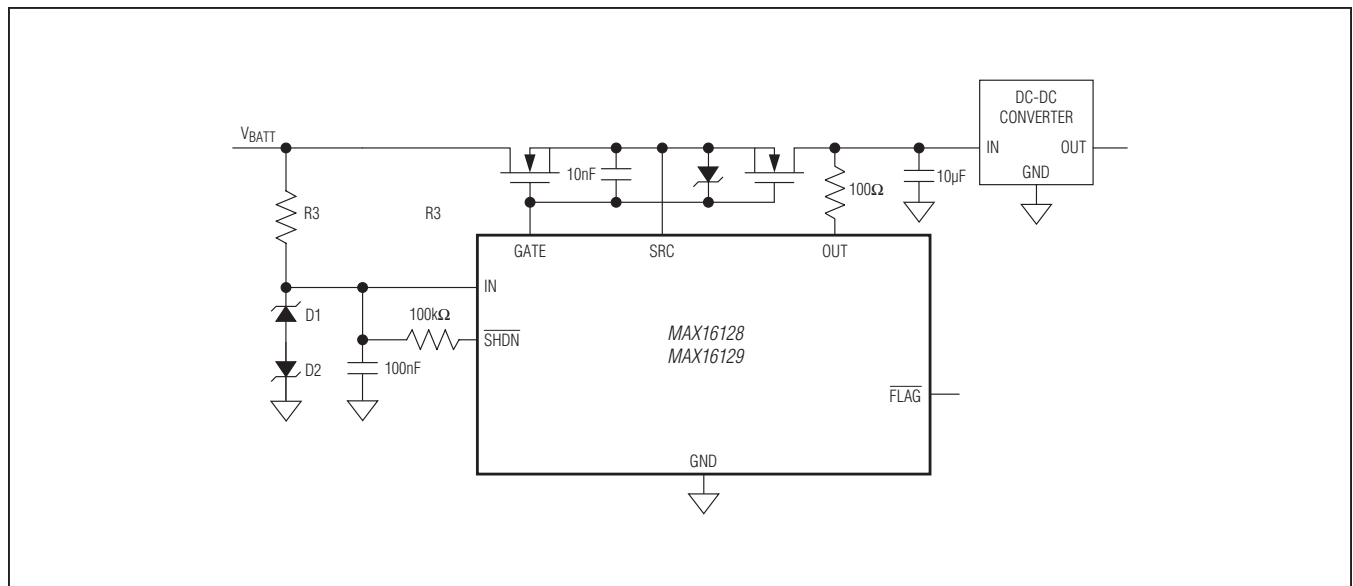 DC-DC
CONVERTER
IN
OUT
GND
VBATT
10nF
100Ω
10µF
R3
R3
GATE
SRC
OUT
IN
D1
100kΩ
SHDN
MAX16128
MAX16129
D2
100nF
FLAG
GND